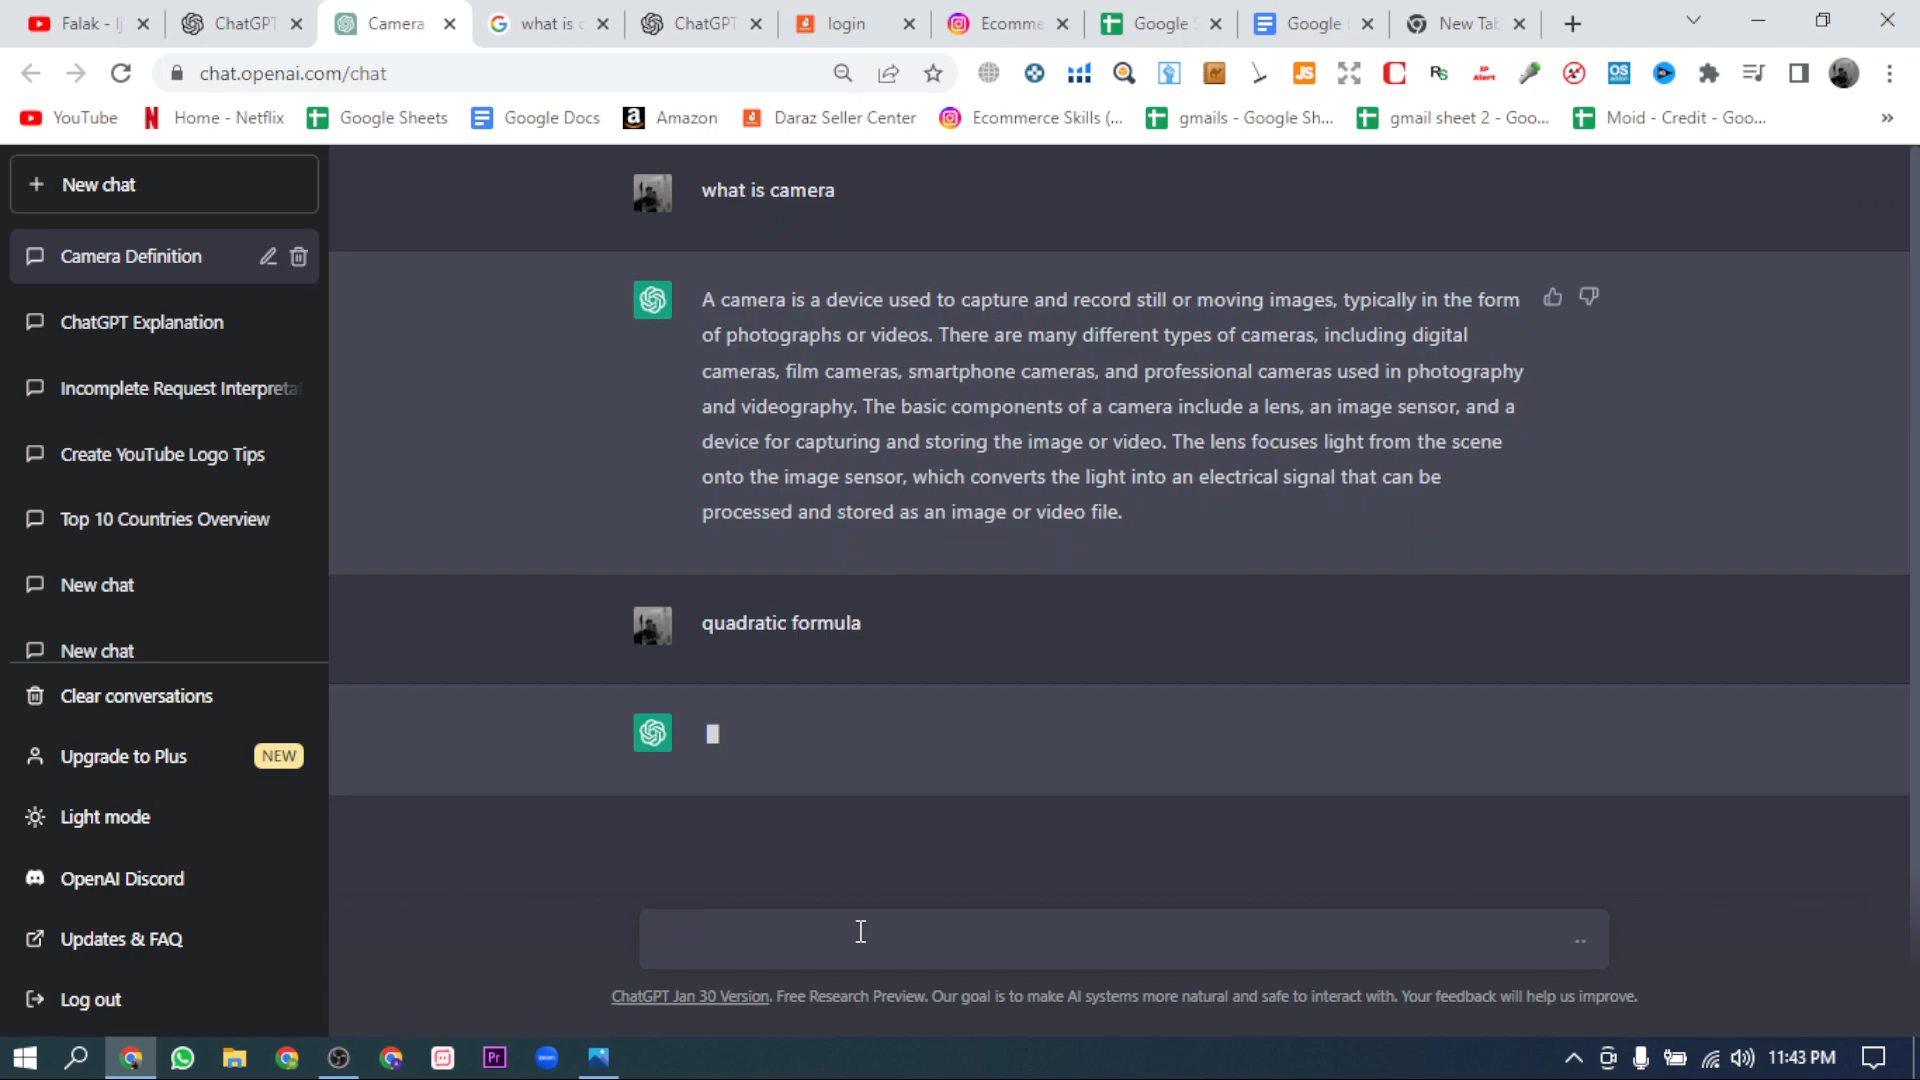 Falak - Ij
ChatGPT
Camera
what is c
ChatGPT
login
Ecomme
Google S
Google
New Tab
chat.openai.com/chat
YouTube
Home - Netflix
Google Sheets
Google Docs
Amazon
Daraz Seller Center
Ecommerce Skills (...
gmails - Google Sh...
gmail sheet 2 - Goo...
Moid - Credit - Goo...
New chat
Camera Definition
ChatGPT Explanation
Incomplete Request Interpreta
Create YouTube Logo Tips
Top 10 Countries Overview
New chat
New chat
Clear conversations
Upgrade to Plus NEW
Light mode
OpenAI Discord
Updates & FAQ
Log out
what is camera
A camera is a device used to capture and record still or moving images, typically in the form
of photographs or videos. There are many different types of cameras, including digital
cameras, film cameras, smartphone cameras, and professional cameras used in photography
and videography. The basic components of a camera include a lens, an image sensor, and a
device for capturing and storing the image or video. The lens focuses light from the scene
onto the image sensor, which converts the light into an electrical signal that can be
processed and stored as an image or video file.
quadratic formula
ChatGPT Jan 30 Version. Free Research Preview. Our goal is to make AI systems more natural and safe to interact with. Your feedback will help us improve.
11:43 PM